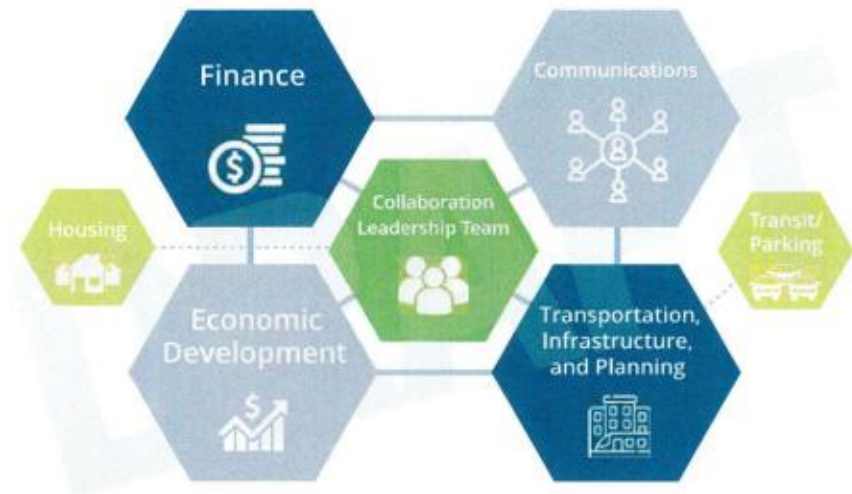 Finance
Communications
Collaboration
Leadership Team
Housing
Transit/
Parking
Economic
Development
Transportation,
Infrastructure,
and Planning